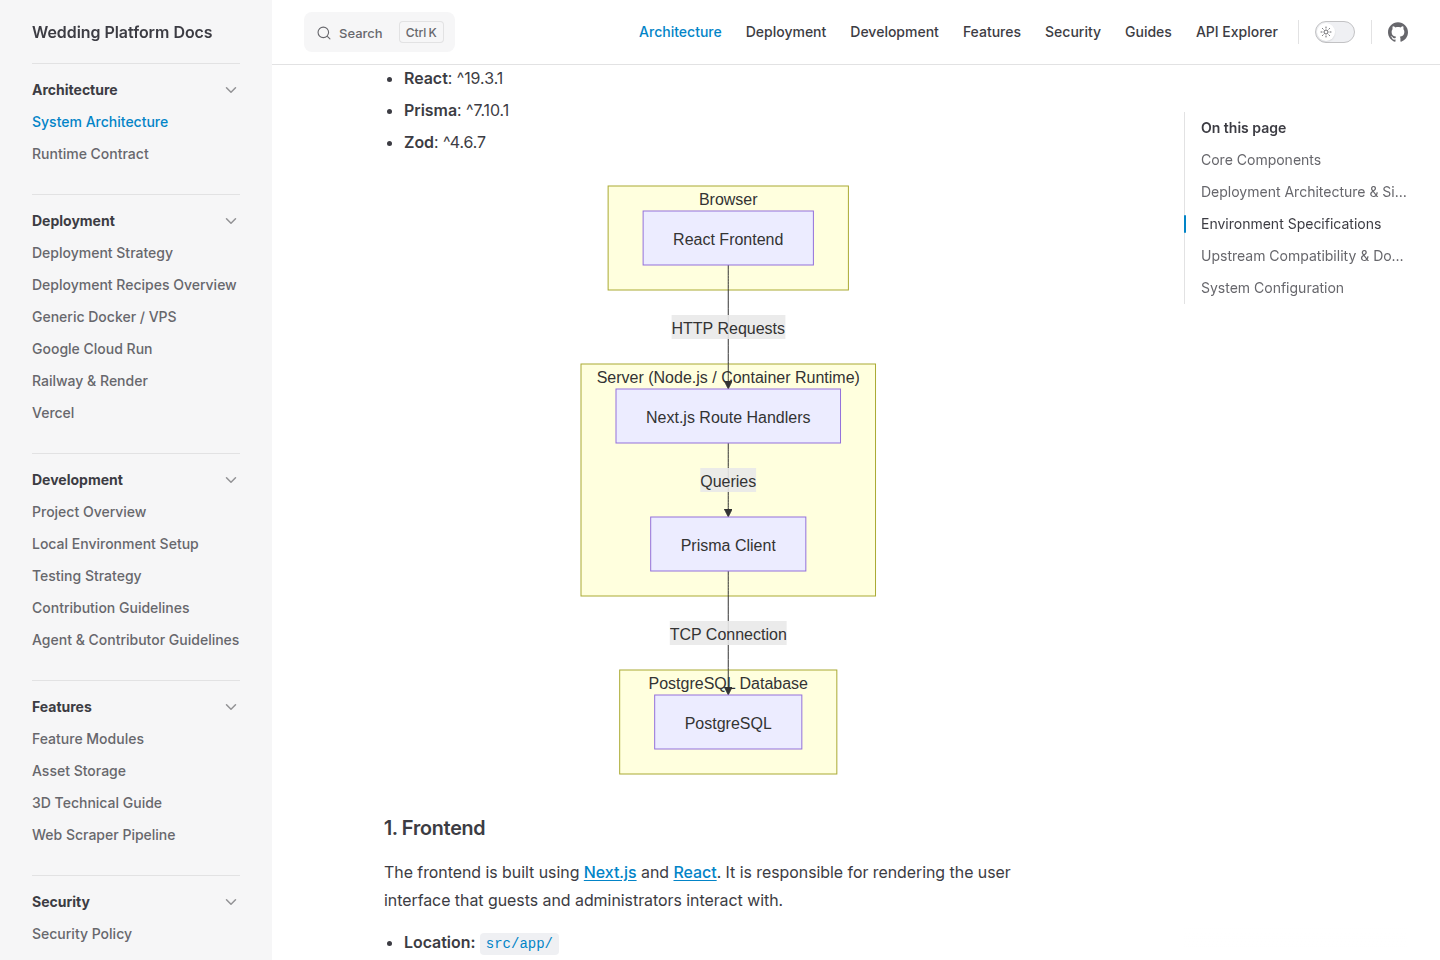 Wedding Platform Docs
Search
Ctrl K
Architecture
Deployment
Development
Features
Security
Guides
API Explorer
Architecture
System Architecture
Runtime Contract
Deployment
Deployment Strategy
Deployment Recipes Overview
Generic Docker / VPS
Google Cloud Run
Railway & Render
Vercel
Development
Project Overview
Local Environment Setup
Testing Strategy
Contribution Guidelines
Agent & Contributor Guidelines
Features
Feature Modules
Asset Storage
3D Technical Guide
Web Scraper Pipeline
Security
Security Policy
React: ^19.3.1
Prisma: ^7.10.1
Zod: ^4.6.7
Browser
React Frontend
HTTP Requests
Server (Node.js / Container Runtime)
Next.js Route Handlers
Queries
Prisma Client
TCP Connection
PostgreSQL Database
PostgreSQL
1. Frontend
The frontend is built using Next.js and React. It is responsible for rendering the user
interface that guests and administrators interact with.
Location: src/app/
On this page
Core Components
Deployment Architecture & Si...
Environment Specifications
Upstream Compatibility & Do...
System Configuration